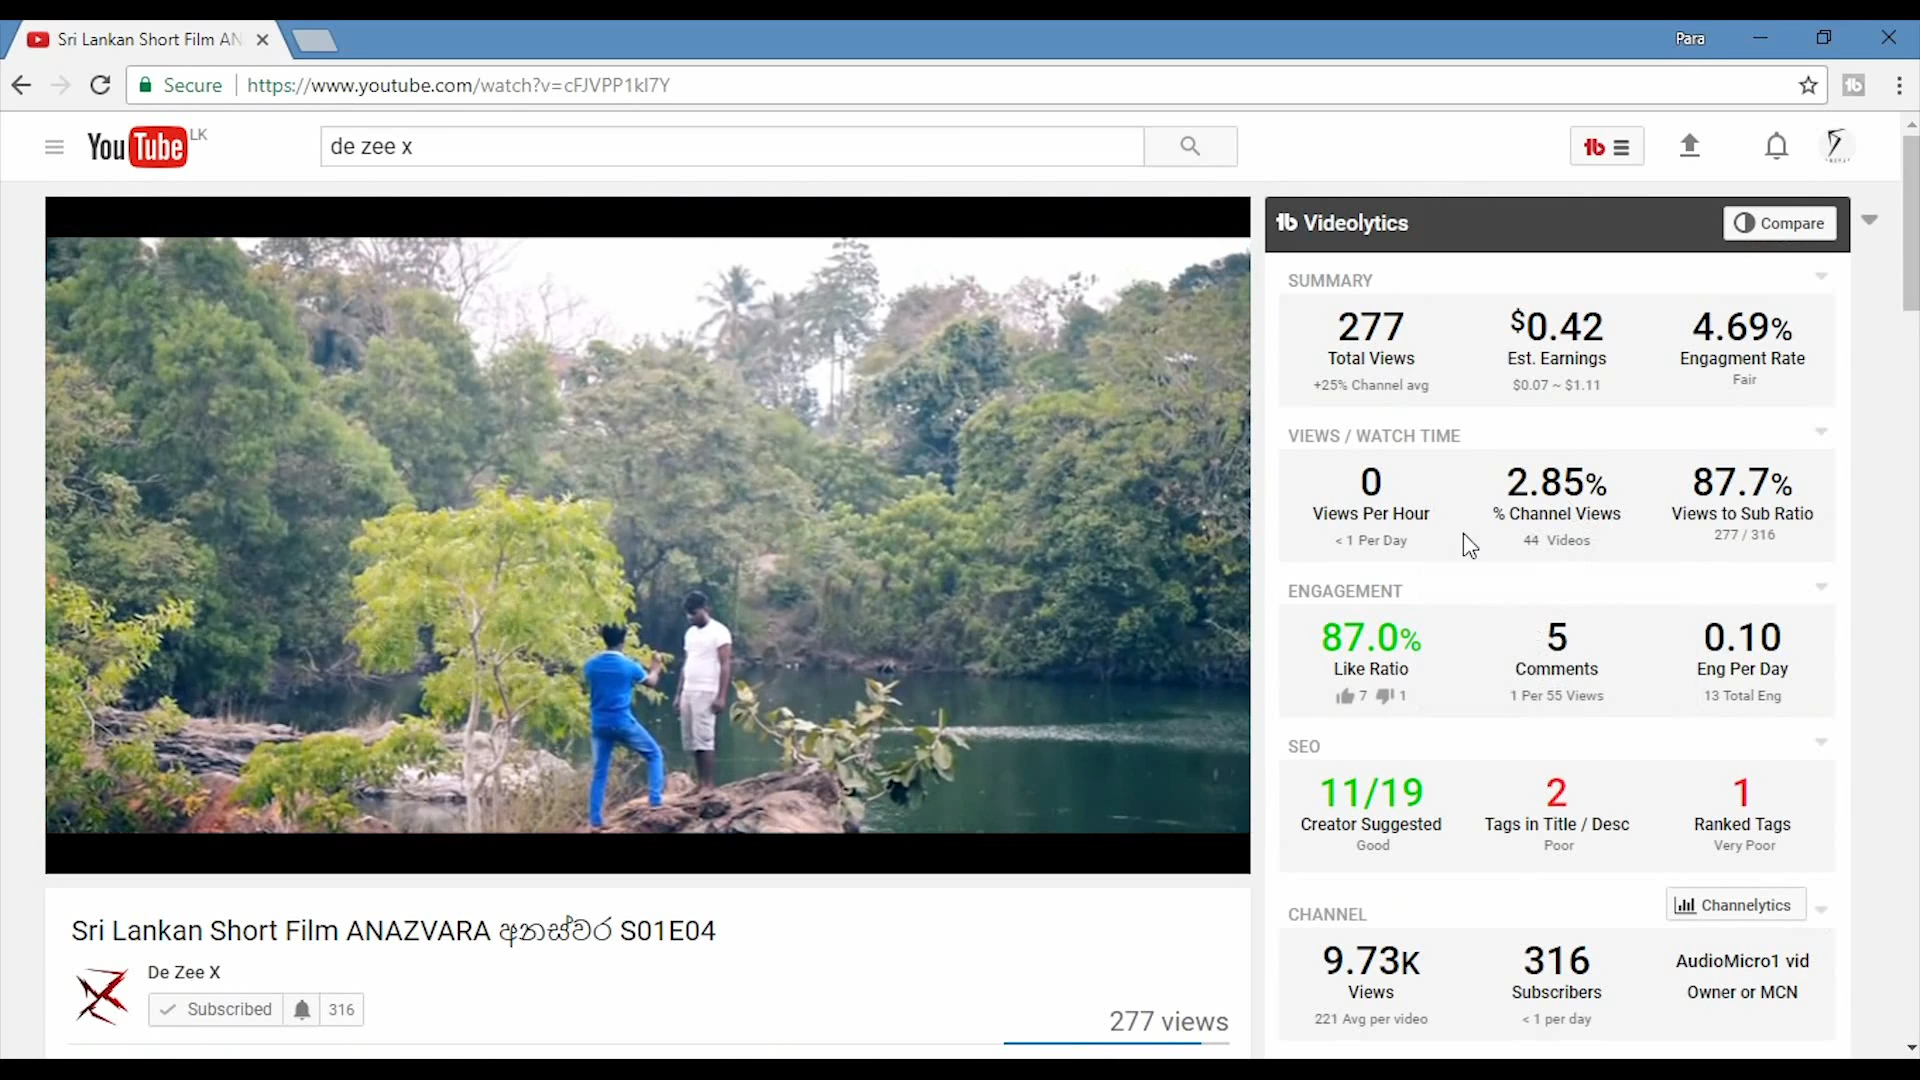 Sri Lankan Short Film AN
Para
Secure
https://www.youtube.com/watch?v=cFJVPP1kI7Y
YouTube LK
de zee x
Videolytics
Compare
SUMMARY
277 $0.42 4.69%
Total Views Est. Earnings Engagment Rate
+25% Channel avg $0.07 ~ $1.11 Fair
VIEWS / WATCH TIME
0 2.85% 87.7%
Views Per Hour % Channel Views Views to Sub Ratio
< 1 Per Day 44 Videos 277 / 316
ENGAGEMENT
87.0% 5 0.10
Like Ratio Comments Eng Per Day
7 1 1 Per 55 Views 13 Total Eng
SEO
11/19 2 1
Creator Suggested Tags in Title / Desc Ranked Tags
Good Poor Very Poor
CHANNEL Channelytics
9.73K 316 AudioMicro1 vid
Views Subscribers Owner or MCN
221 Avg per video < 1 per day
Sri Lankan Short Film ANAZVARA අනස්වර S01E04
De Zee X
Subscribed 316
277 views